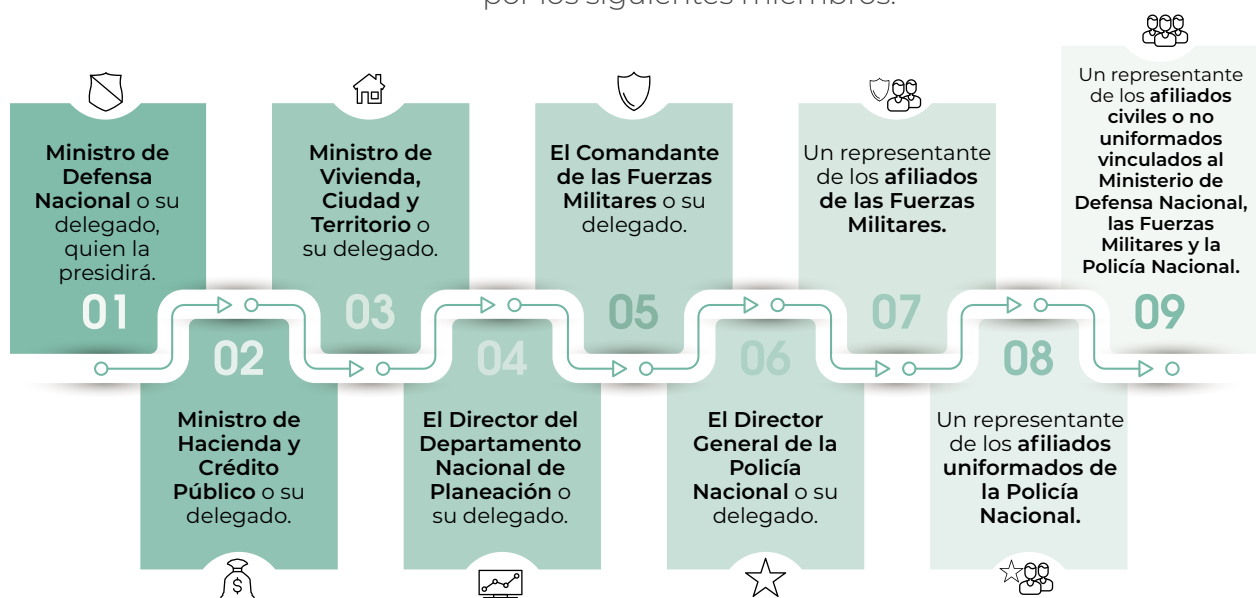 por los siguientes miembros:
Ministro de
Defensa
Nacional o su
delegado,
quien la
presidirá.
01
02
Ministro de
Hacienda y
Crédito
Público o su
delegado.
$
Ministro de
Vivienda,
Ciudad y
Territorio o
su delegado.
03
04
El Director del
Departamento
Nacional de
Planeación o
su delegado.
El Comandante
de las Fuerzas
Militares o su
delegado.
05
06
El Director
General de la
Policía
Nacional o su
delegado.
Un representante
de los afiliados
de las Fuerzas
Militares.
07
08
Un representante
de los afiliados
uniformados de
la Policía
Nacional.
Un representante
de los afiliados
civiles o no
uniformados
vinculados al
Ministerio de
Defensa Nacional,
las Fuerzas
Militares y la
Policía Nacional.
09